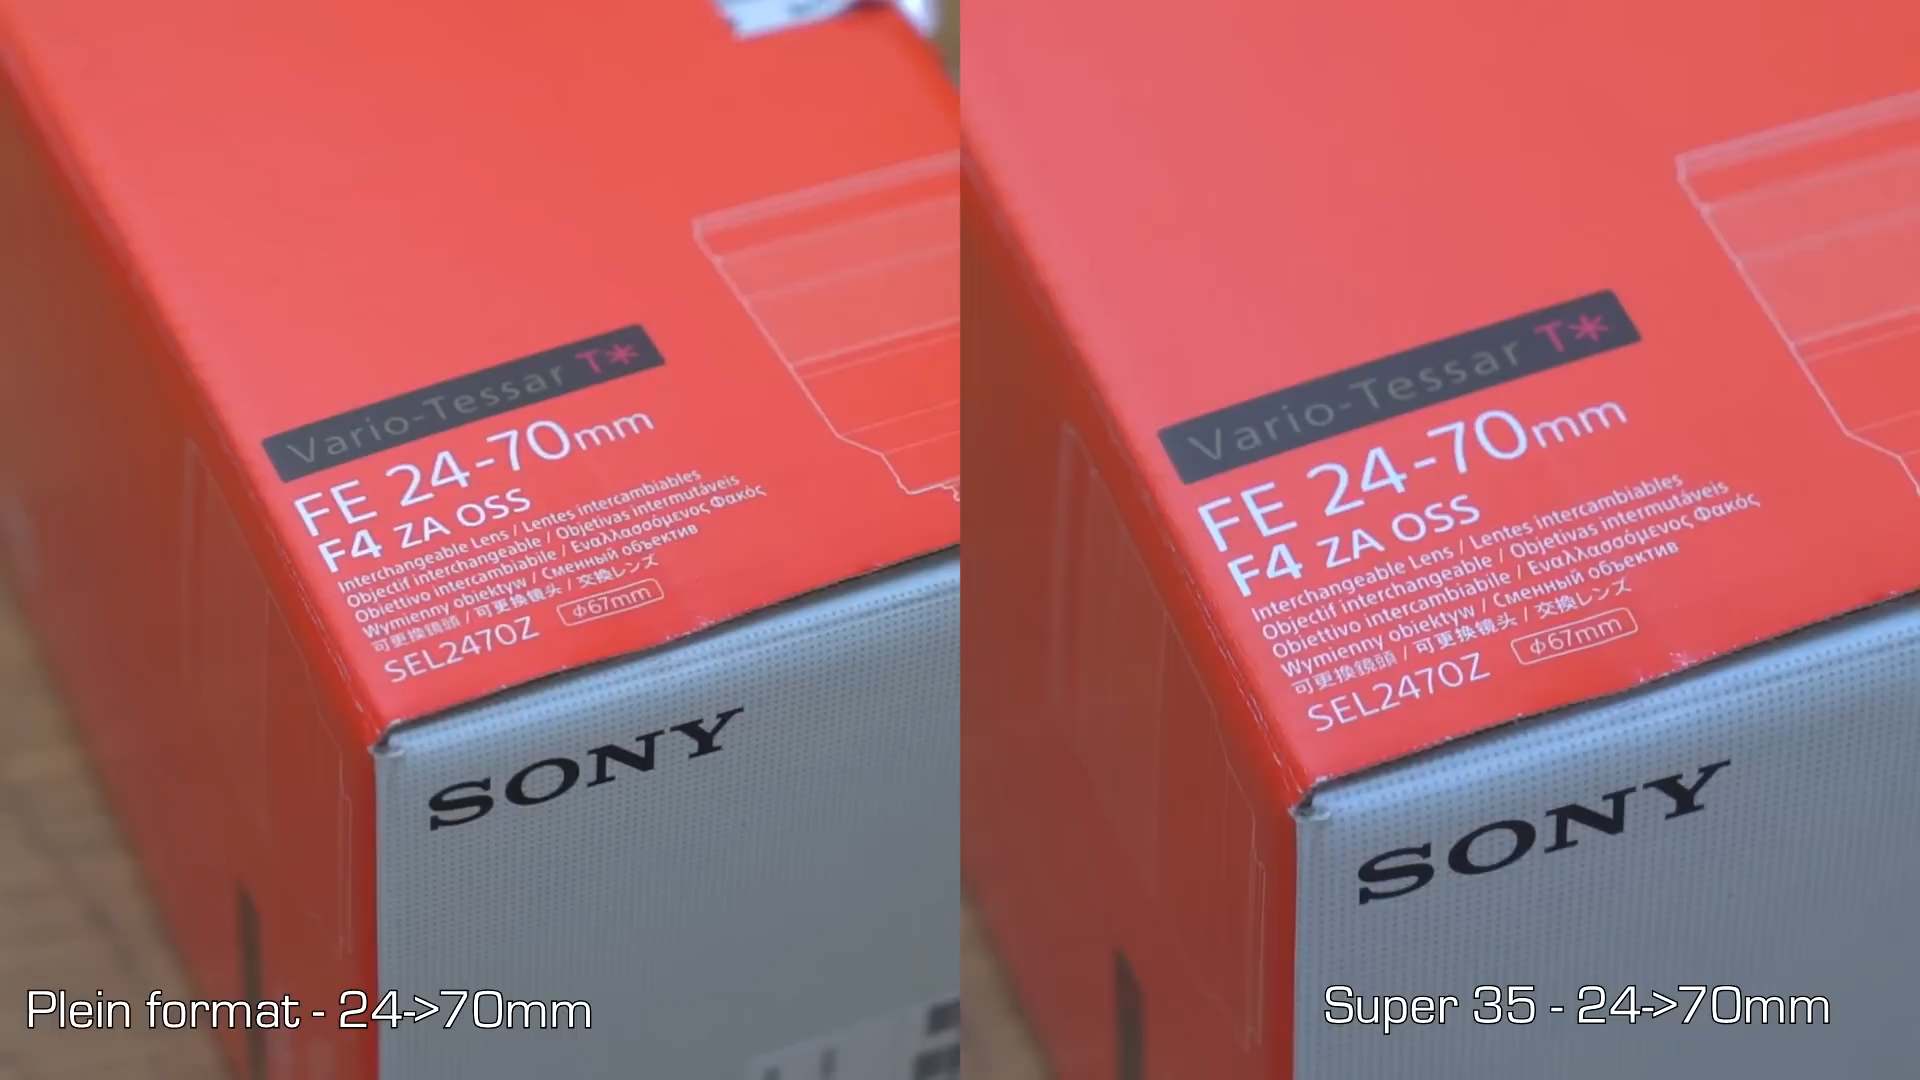 Vario-Tessar T*
FE 24-70mm
F4 ZA OSS
Interchangeable Lens / Lentes intercambiables
Objectif interchangeable / Objetivas intermutáveis
Obiettivo intercambiabile / Εναλλασσόμενος Φακός
Wymienny obiektyw / Сменный объектив
可更換鏡頭 / 可更换镜头 / 交換レンズ
SEL2470Z φ67mm
SONY
Plein format - 24->70mm
Vario-Tessar T*
FE 24-70mm
F4 ZA OSS
Interchangeable Lens / Lentes intercambiables
Objectif interchangeable / Objetivas intermutáveis
Obiettivo intercambiabile / Εναλλασσόμενος Φακός
Wymienny obiektyw / Сменный объектив
可更換鏡頭 / 可更换镜头 / 交換レンズ
SEL2470Z φ67mm
SONY
Super 35 - 24->70mm